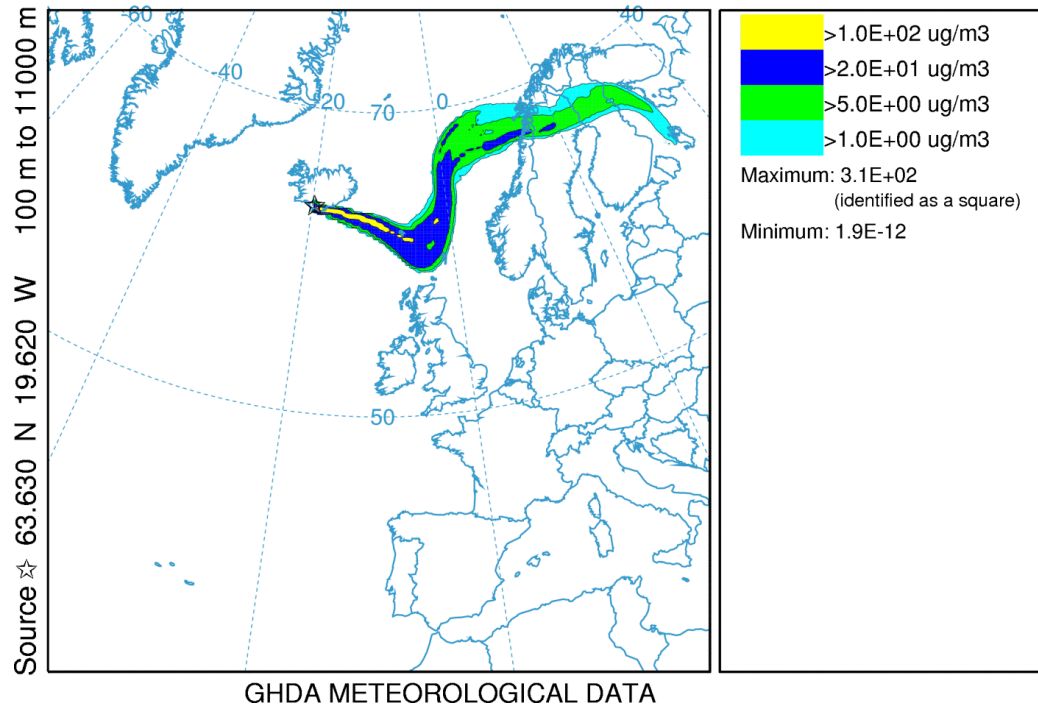 Source ☆ 63.630 N 19.620 W 100 m to 11000 m
-60
-40
-20
0
40
70
50
>1.0E+02 ug/m3
>2.0E+01 ug/m3
>5.0E+00 ug/m3
>1.0E+00 ug/m3
Maximum: 3.1E+02
(identified as a square)
Minimum: 1.9E-12
GHDA METEOROLOGICAL DATA